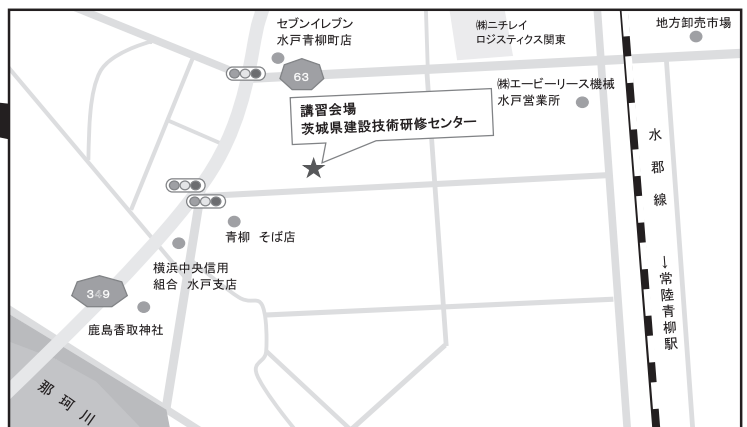 セブンイレブン
水戸青柳町店
㈱ニチレイ
ロジスティクス関東
地方卸売市場
63
㈱エービーリース機械
水戸営業所
講習会場
茨城県建設技術研修センター
水郡線
青柳 そば店
横浜中央信用
組合 水戸支店
←常陸青柳駅
349
鹿島香取神社
那珂川